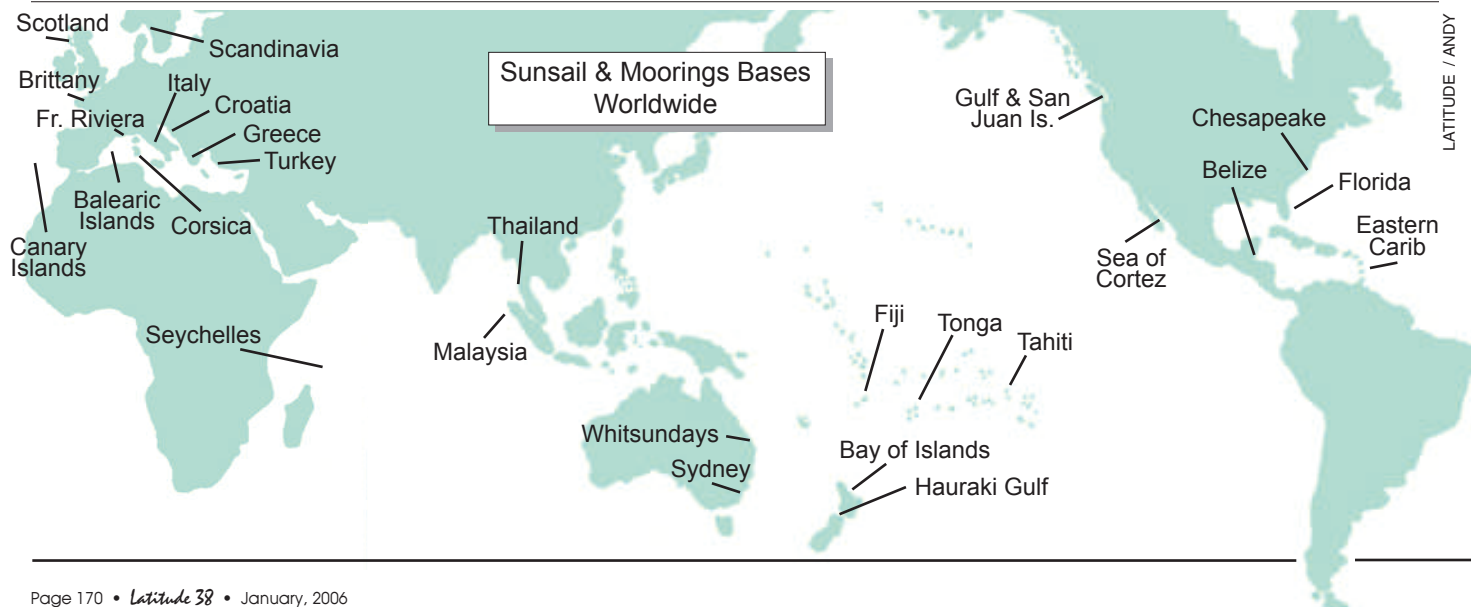 Scotland
Scandinavia
Brittany
Italy
Fr. Riviera
Croatia
Greece
Turkey
Balearic
Islands
Corsica
Canary
Islands
Seychelles
Sunsail & Moorings Bases
Worldwide
Thailand
Malaysia
Whitsundays
Sydney
Fiji
Tonga
Tahiti
Bay of Islands
Hauraki Gulf
Gulf & San
Juan Is.
Chesapeake
Belize
Florida
Sea of
Cortez
Eastern
Carib
LATITUDE / ANDY
Page 170 • Latitude 38 • January, 2006